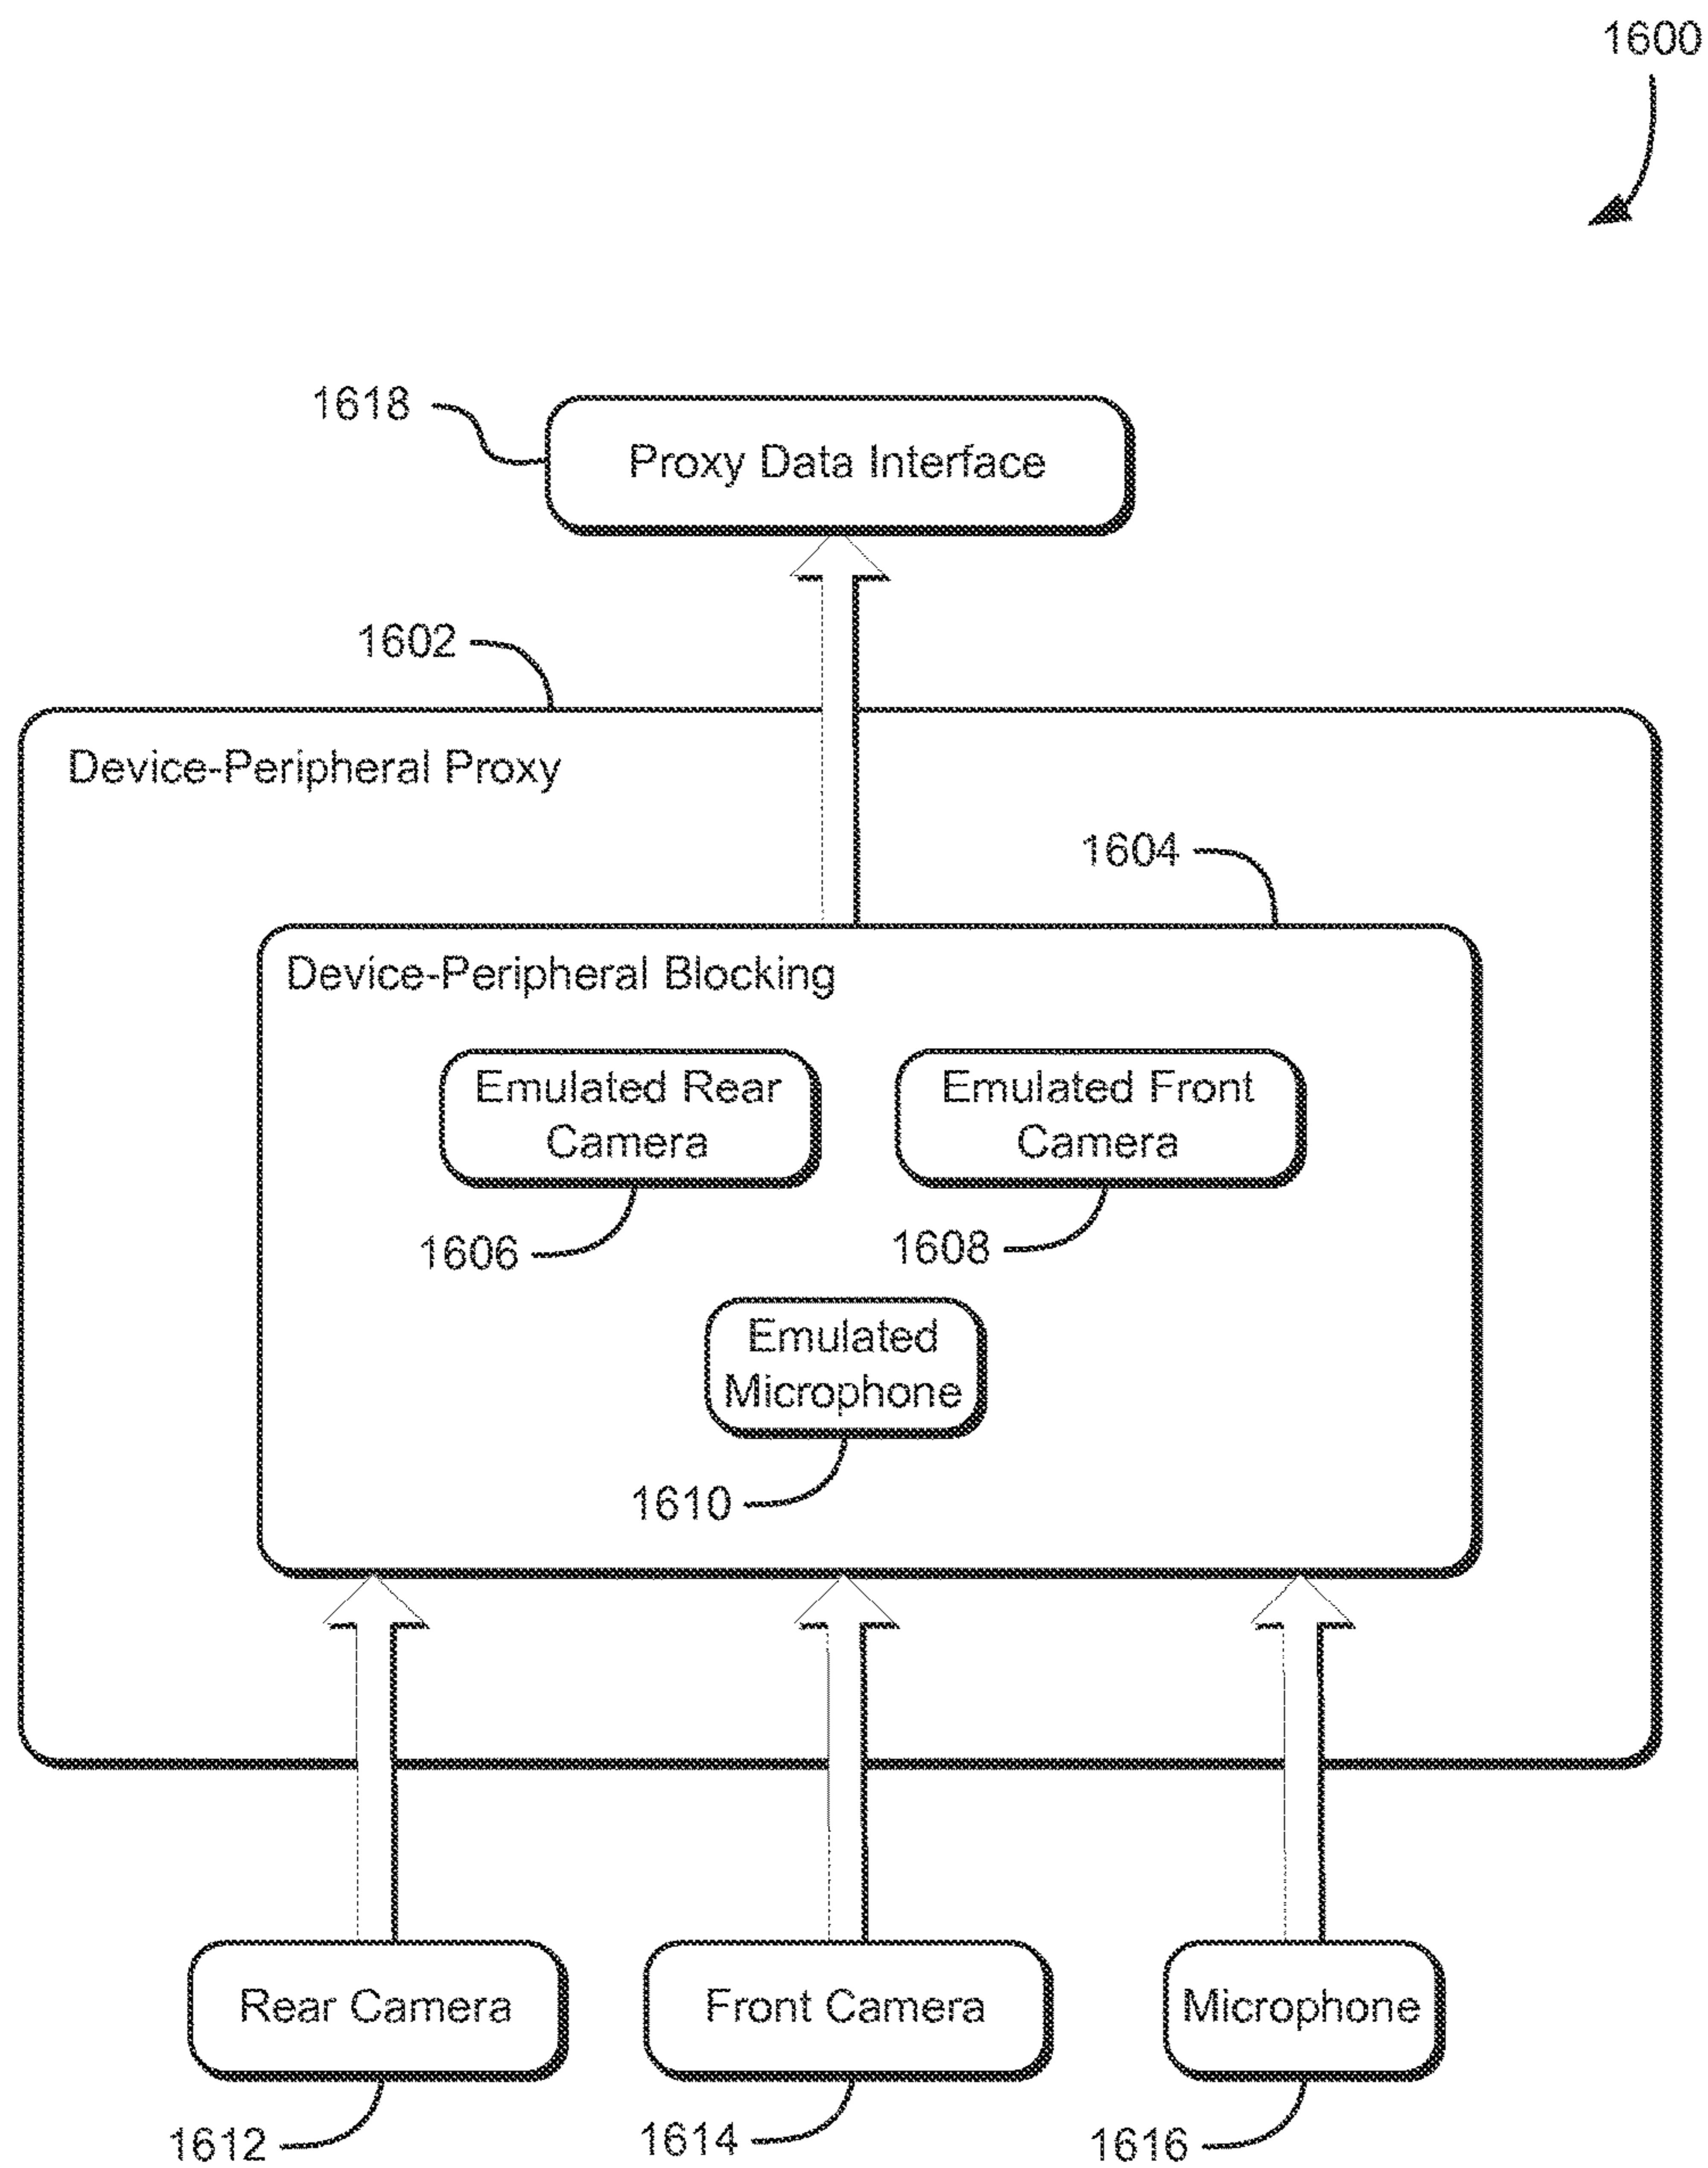 1600
1618
Proxy Data Interface
1602
Device-Peripheral Proxy
1604
Device-Peripheral Blocking
Emulated Rear
Camera
Emulated Front
Camera
1606
1608
Emulated
Microphone
1610
Rear Camera
Front Camera
Microphone
1612
1614
1616